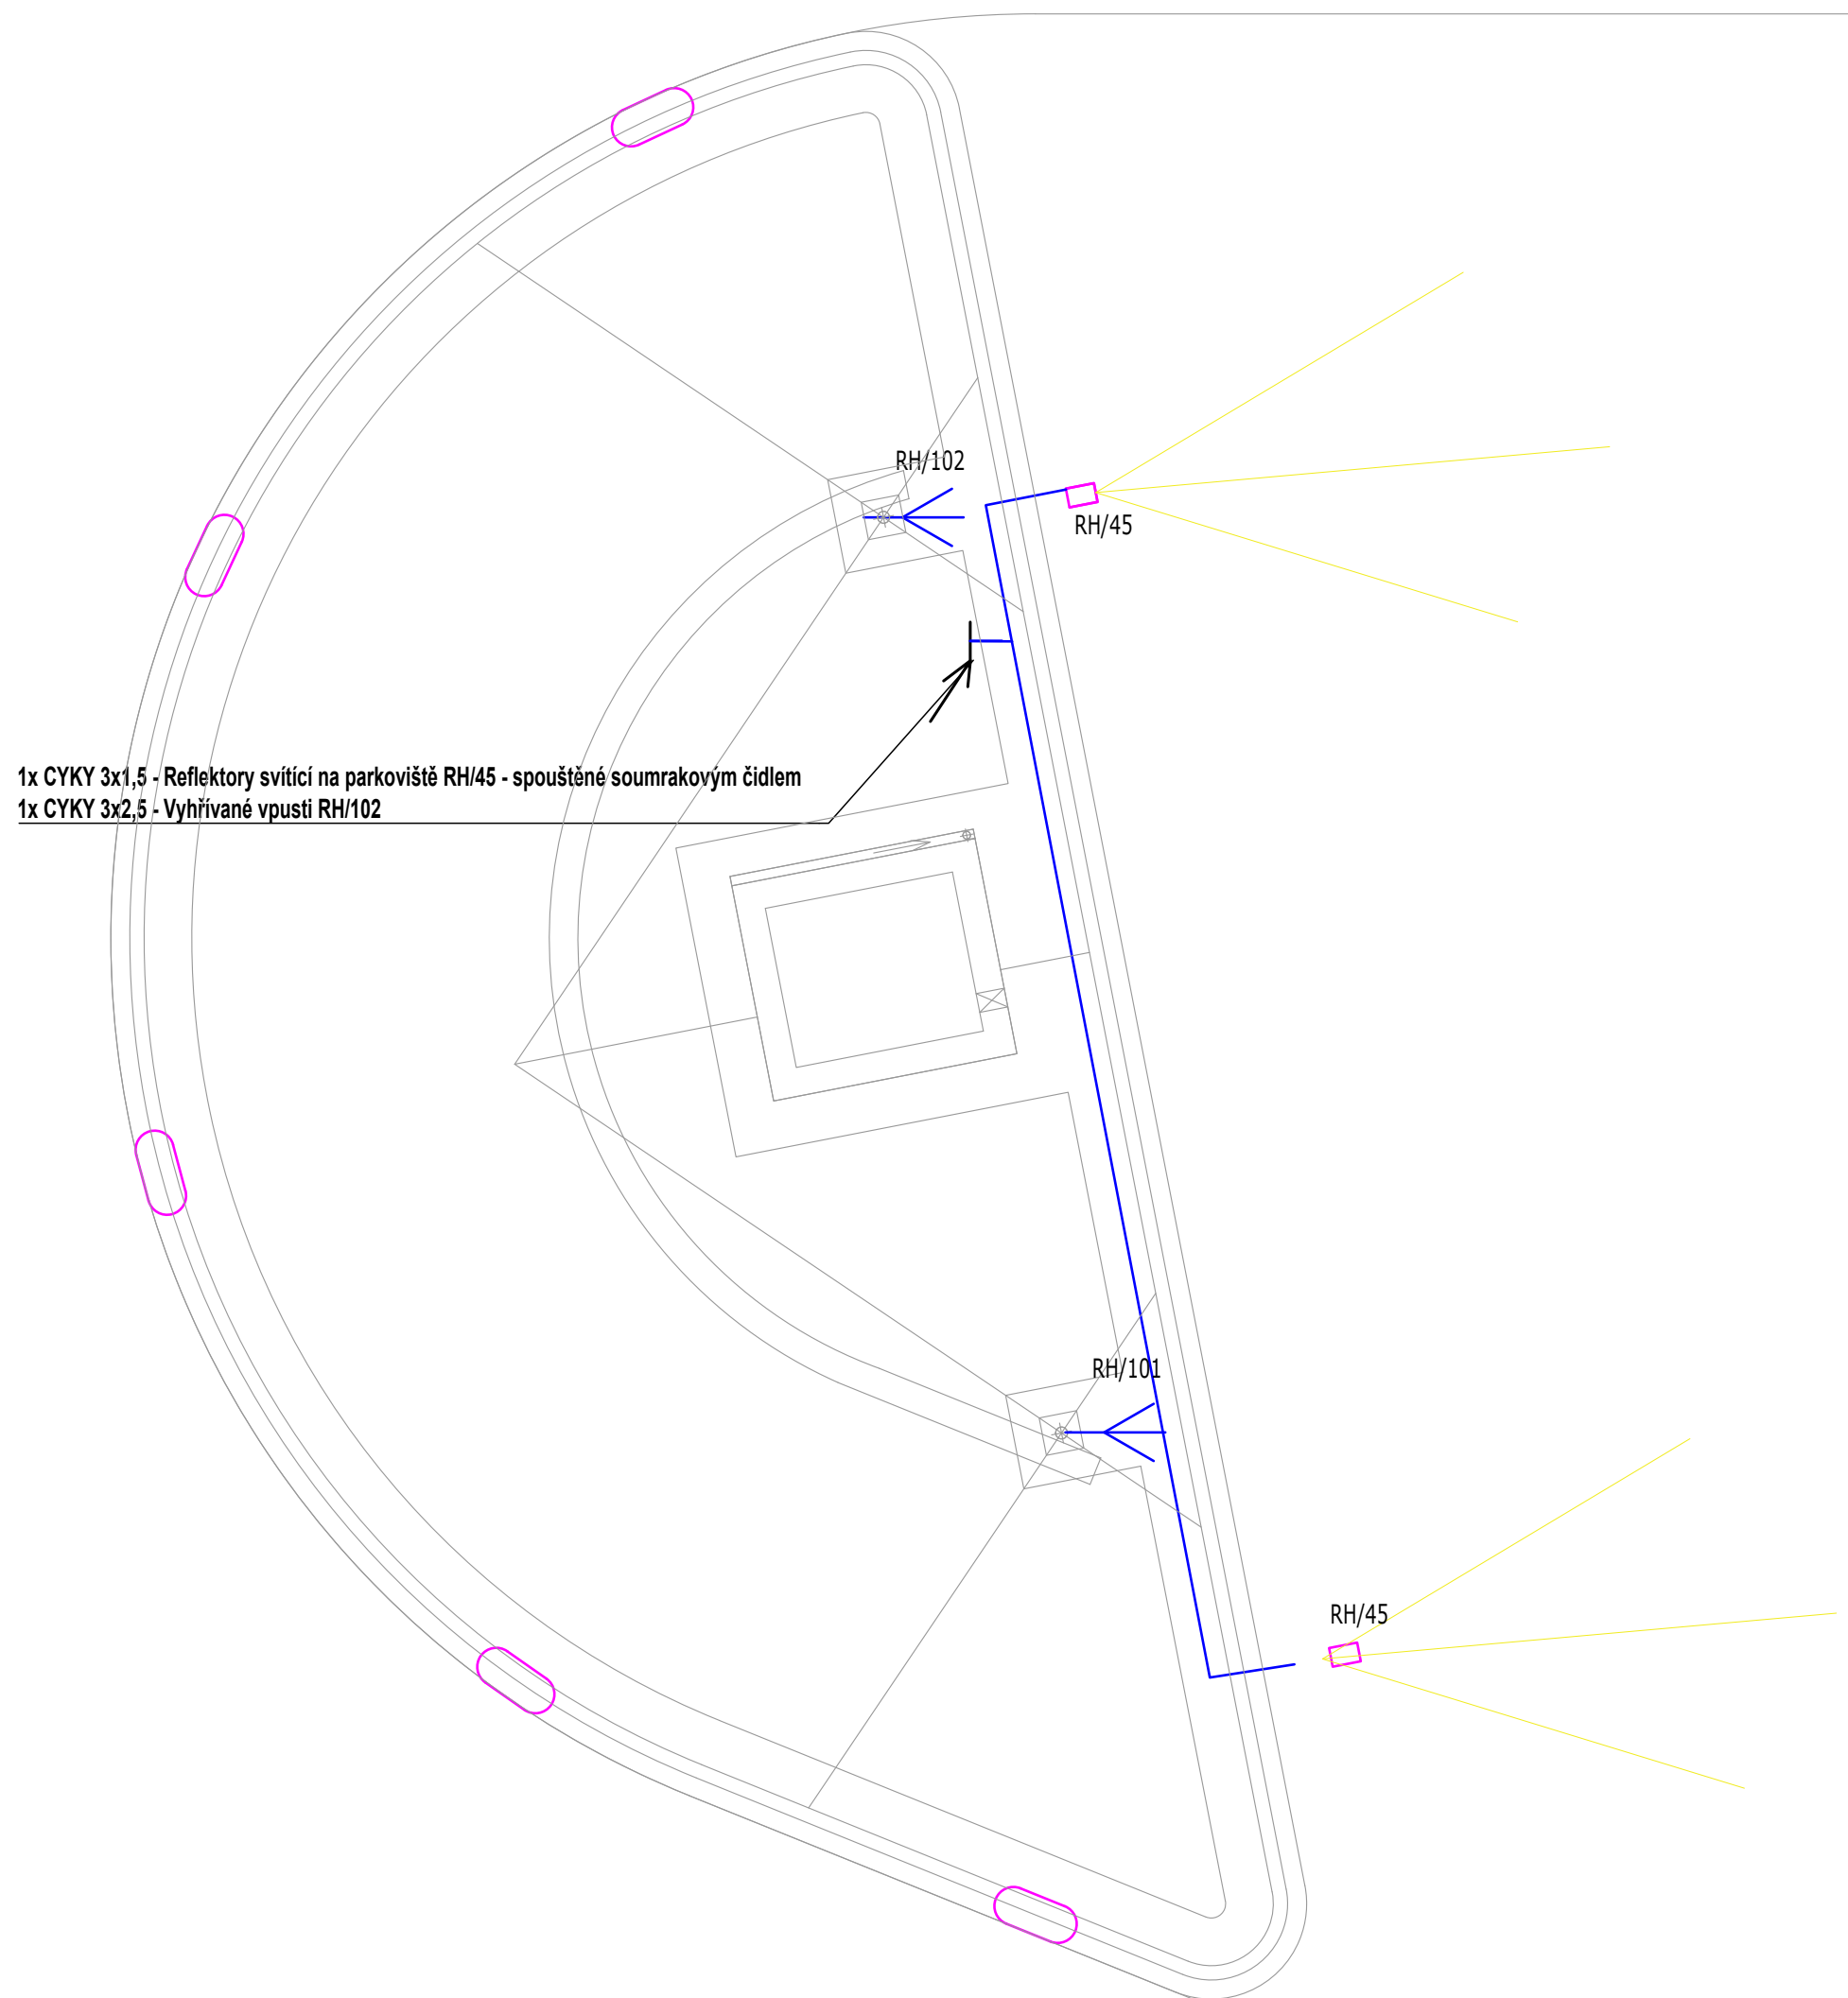 RH/102
RH/45
1x CYKY 3x1,5 - Reflektory svítící na parkoviště RH/45 - spouštěné soumrakovým čidlem
1x CYKY 3x2,5 - Vyhřívané vpusti RH/102
RH/101
RH/45